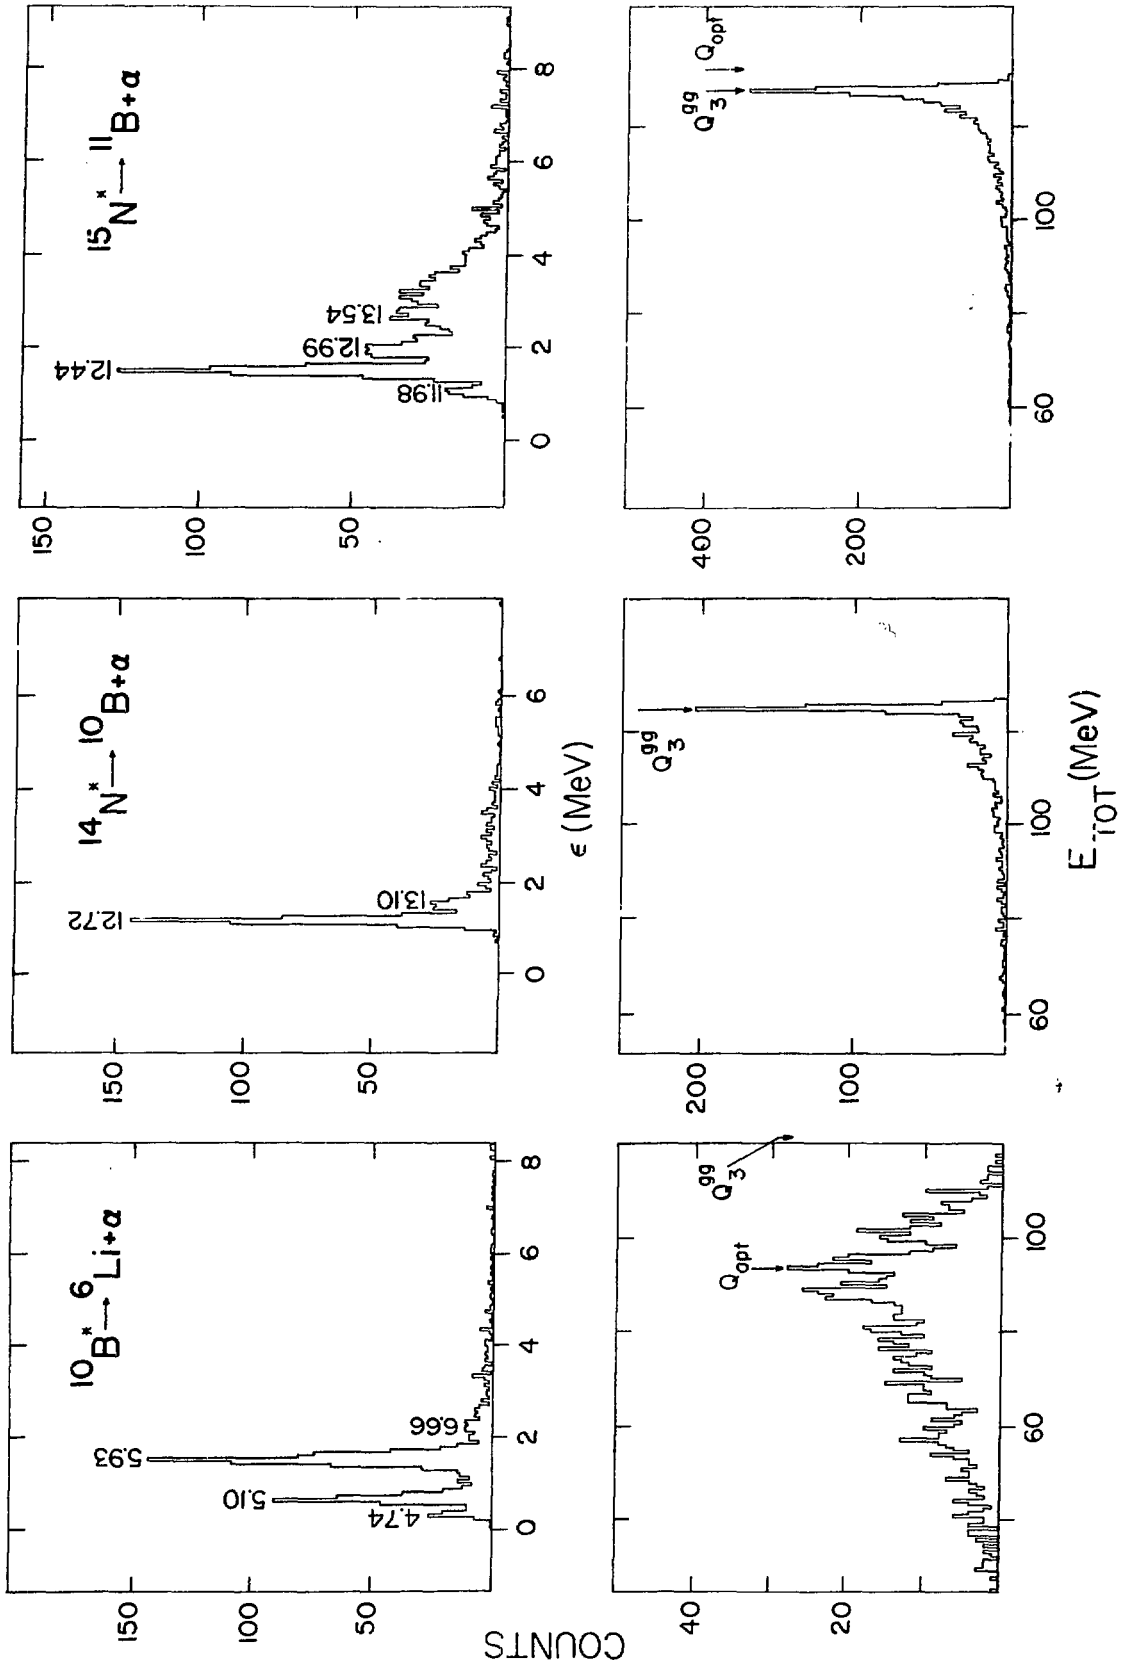 10B* → 6Li+α
150
100
50
4.74
5.10
5.93
6.66
0 2 4 6 8
14N* → 10B+α
150
100
50
12.72
13.10
0 2 4 6
ϵ (MeV)
15N* → 11B+α
150
100
50
11.98
12.44
12.99
13.54
0 2 4 6 8
COUNTS
40
20
Qopt
Q3gg
60 100
200
100
Q3gg
60 100
ETOT (MeV)
400
200
Q3gg
Qopt
60 100